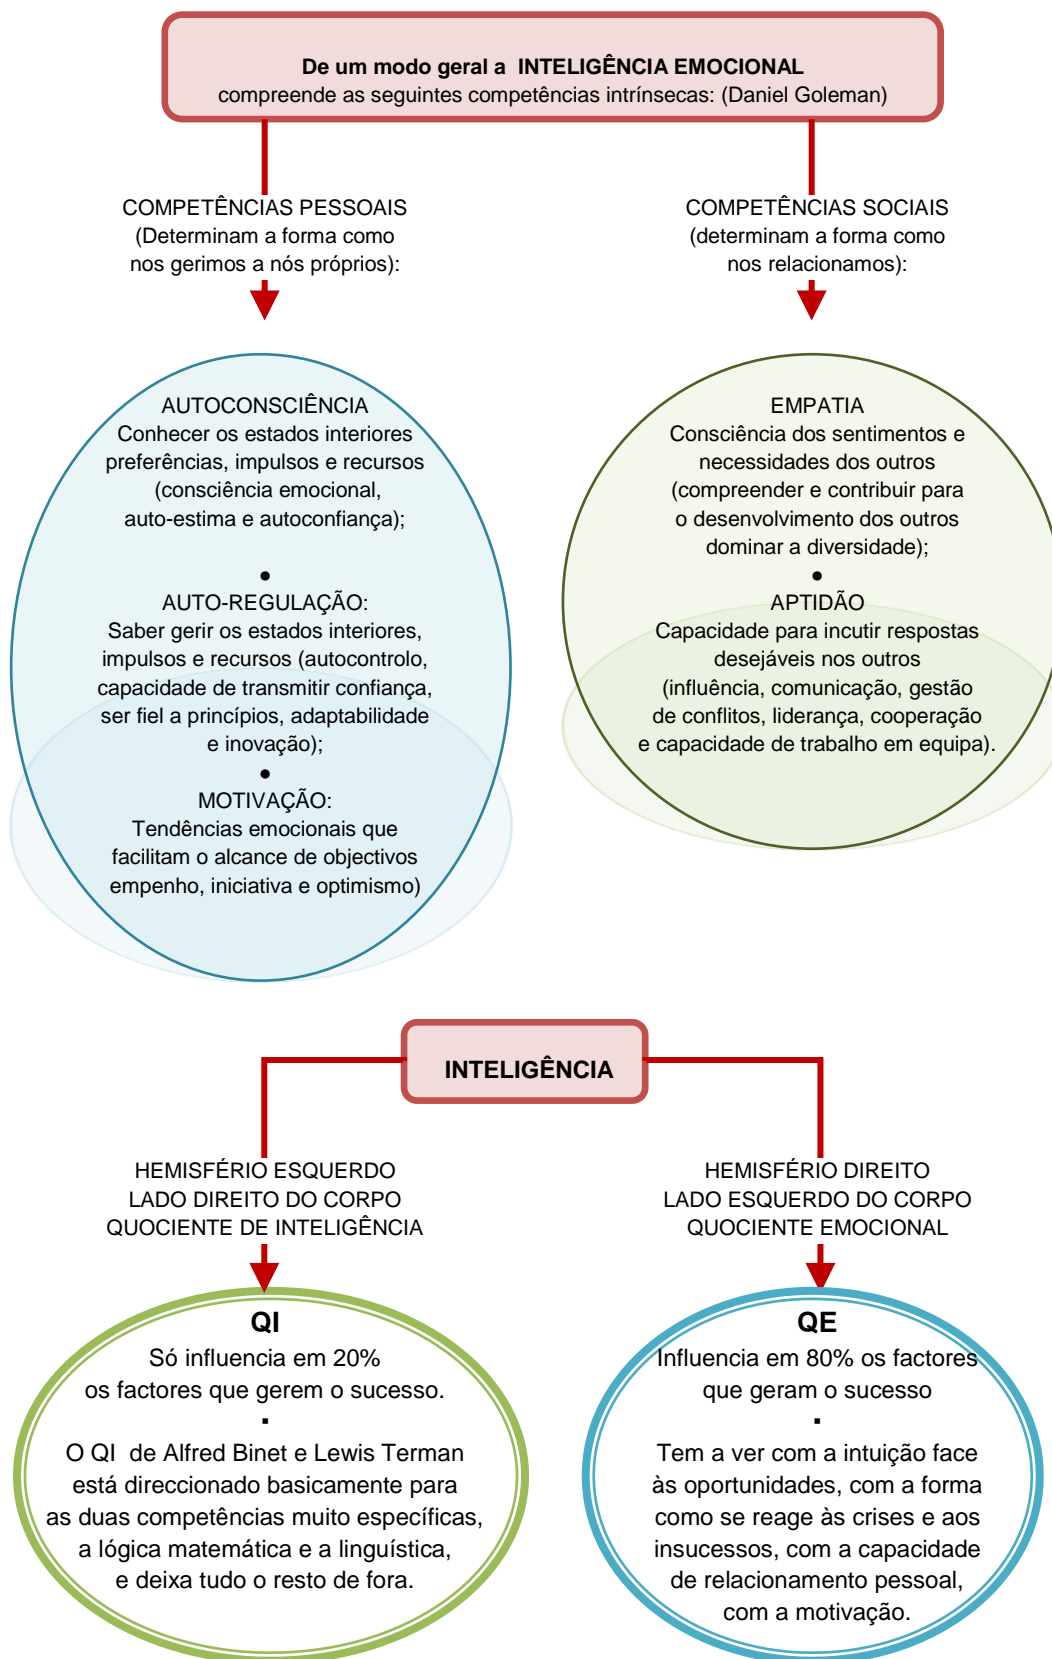 De um modo geral a INTELIGÊNCIA EMOCIONAL
compreende as seguintes competências intrínsecas: (Daniel Goleman)
COMPETÊNCIAS PESSOAIS
(Determinam a forma como
nos gerimos a nós próprios):
COMPETÊNCIAS SOCIAIS
(determinam a forma como
nos relacionamos):
AUTOCONSCIÊNCIA
Conhecer os estados interiores
preferências, impulsos e recursos
(consciência emocional,
auto-estima e autoconfiança);
•
AUTO-REGULAÇÃO:
Saber gerir os estados interiores,
impulsos e recursos (autocontrolo,
capacidade de transmitir confiança,
ser fiel a princípios, adaptabilidade
e inovação);
•
MOTIVAÇÃO:
Tendências emocionais que
facilitam o alcance de objectivos
empenho, iniciativa e optimismo)
EMPATIA
Consciência dos sentimentos e
necessidades dos outros
(compreender e contribuir para
o desenvolvimento dos outros
dominar a diversidade);
•
APTIDÃO
Capacidade para incutir respostas
desejáveis nos outros
(influência, comunicação, gestão
de conflitos, liderança, cooperação
e capacidade de trabalho em equipa).
INTELIGÊNCIA
HEMISFÉRIO ESQUERDO
LADO DIREITO DO CORPO
QUOCIENTE DE INTELIGÊNCIA
HEMISFÉRIO DIREITO
LADO ESQUERDO DO CORPO
QUOCIENTE EMOCIONAL
QI
Só influencia em 20%
os factores que gerem o sucesso.
▪
O QI de Alfred Binet e Lewis Terman
está direccionado basicamente para
as duas competências muito específicas,
a lógica matemática e a linguística,
e deixa tudo o resto de fora.
QE
Influencia em 80% os factores
que geram o sucesso
▪
Tem a ver com a intuição face
às oportunidades, com a forma
como se reage às crises e aos
insucessos, com a capacidade
de relacionamento pessoal,
com a motivação.